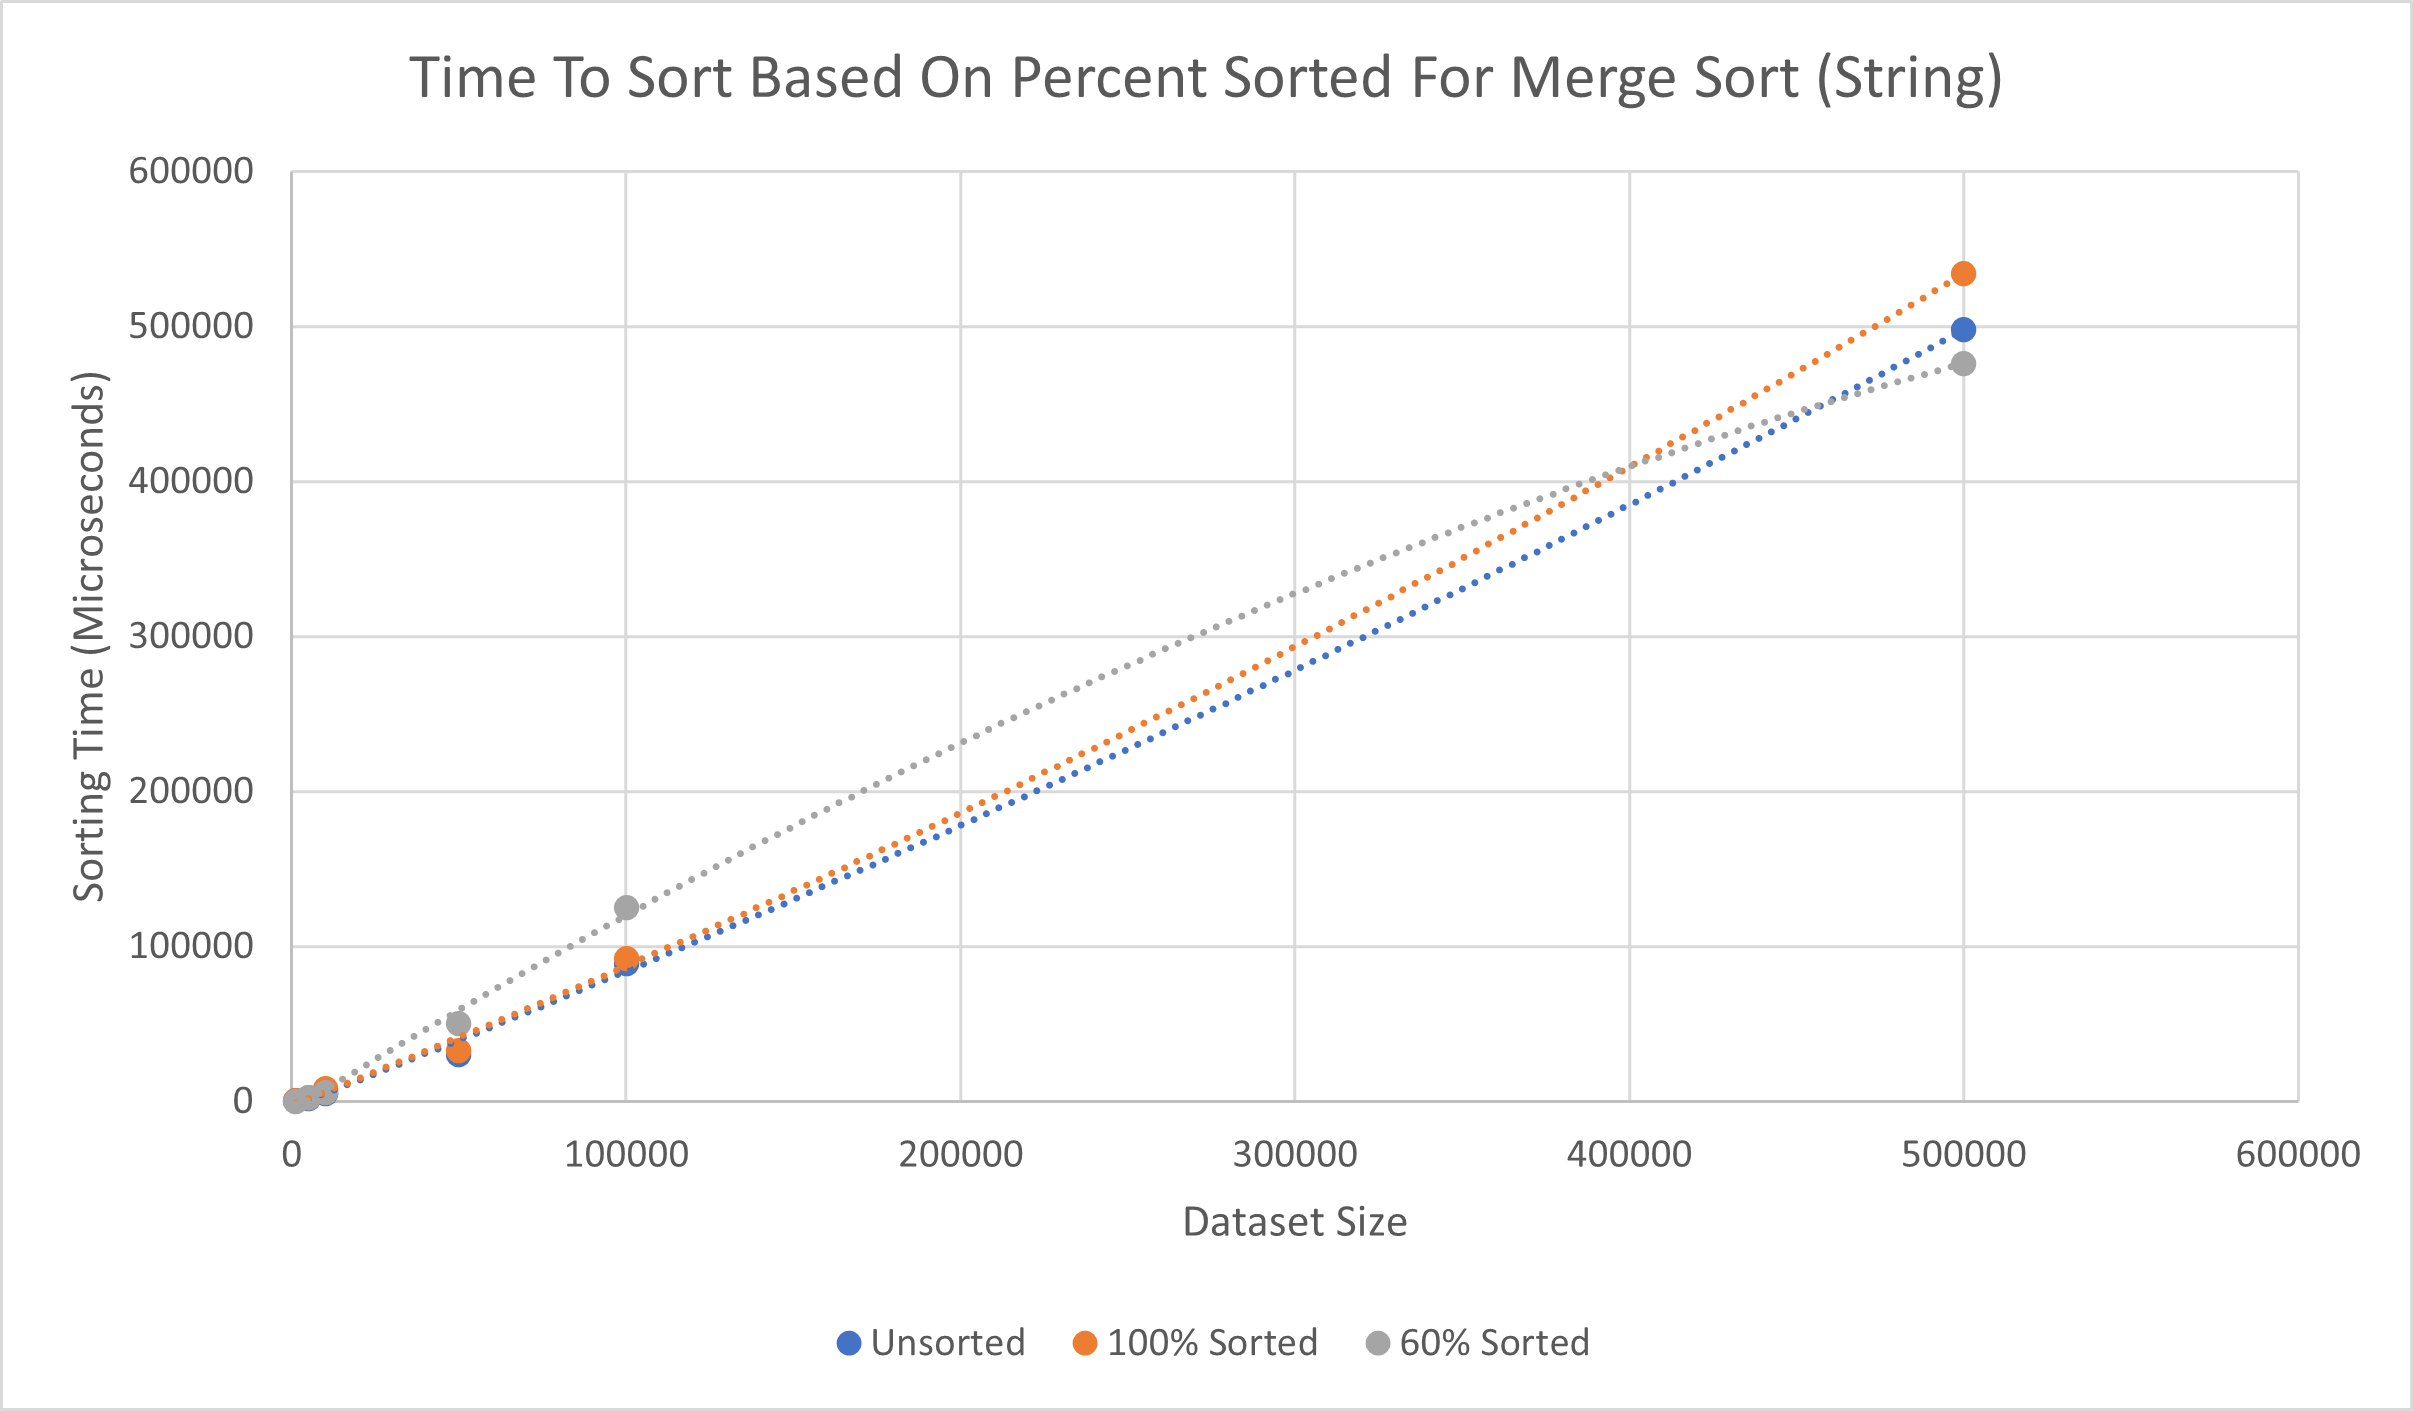 Time To Sort Based On Percent Sorted For Merge Sort (String)
600000
500000
400000
300000
200000
100000
0
Sorting Time (Microseconds)
0 100000 200000 300000 400000 500000 600000
Dataset Size
Unsorted 100% Sorted 60% Sorted